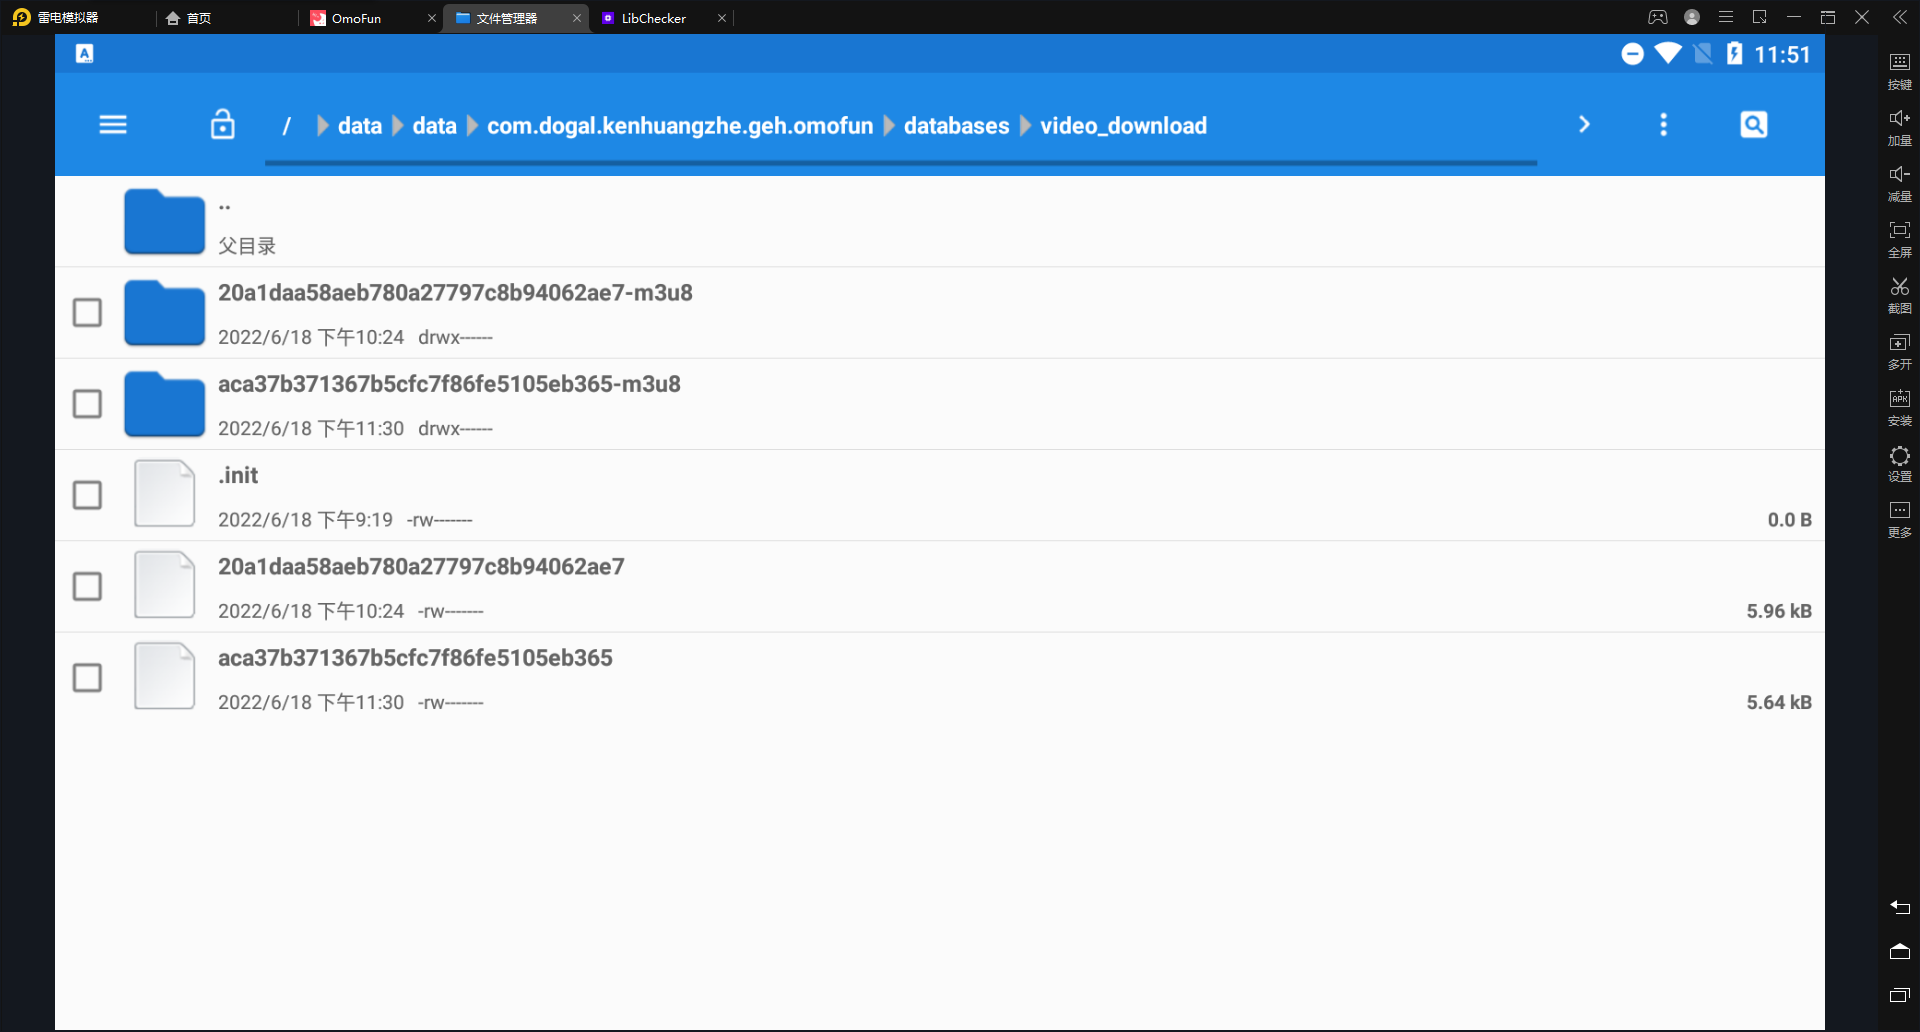 雷电模拟器
首页
OmoFun
文件管理器
LibChecker
A
11:51
/ data data com.dogal.kenhuangzhe.geh.omofun databases video_download
..
父目录
20a1daa58aeb780a27797c8b94062ae7-m3u8
2022/6/18 下午10:24 drwx------
aca37b371367b5cfc7f86fe5105eb365-m3u8
2022/6/18 下午11:30 drwx------
.init
2022/6/18 下午9:19 -rw-------
0.0 B
20a1daa58aeb780a27797c8b94062ae7
2022/6/18 下午10:24 -rw-------
5.96 kB
aca37b371367b5cfc7f86fe5105eb365
2022/6/18 下午11:30 -rw-------
5.64 kB
按键
加量
减量
全屏
截图
多开
APK
安装
设置
更多